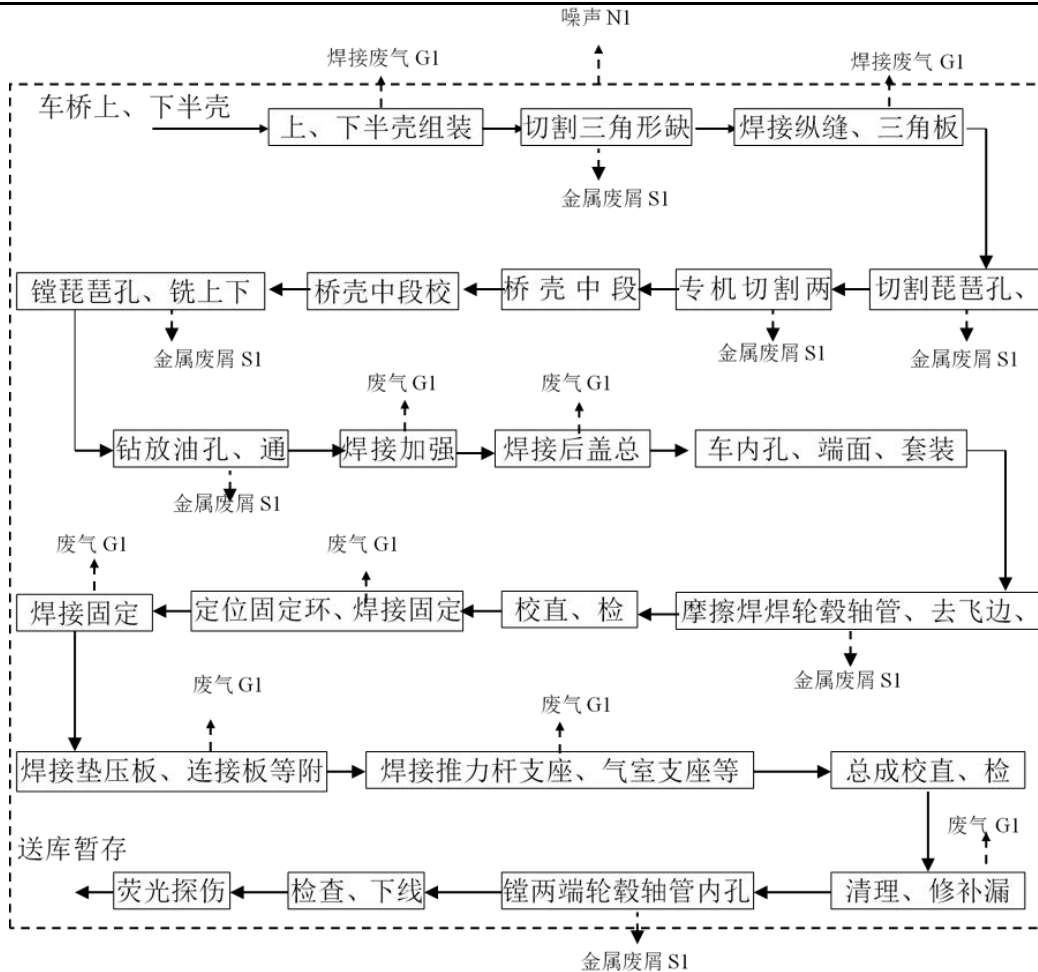 噪声 N1
焊接废气 G1
焊接废气 G1
车桥上、下半壳
上、下半壳组装
切割三角形缺
焊接纵缝、三角板
金属废屑 S1
镗琵琶孔、铣上下
桥壳中段校
桥壳中段
专机切割两
切割琵琶孔、
金属废屑 S1
金属废屑 S1
金属废屑 S1
废气 G1
废气 G1
钻放油孔、通
焊接加强
焊接后盖总
车内孔、端面、套装
金属废屑 S1
废气 G1
废气 G1
焊接固定
定位固定环、焊接固定
校直、检
摩擦焊焊轮毂轴管、去飞边、
金属废屑 S1
废气 G1
废气 G1
焊接垫压板、连接板等附
焊接推力杆支座、气室支座等
总成校直、检
废气 G1
送库暂存
荧光探伤
检查、下线
镗两端轮毂轴管内孔
清理、修补漏
金属废屑 S1